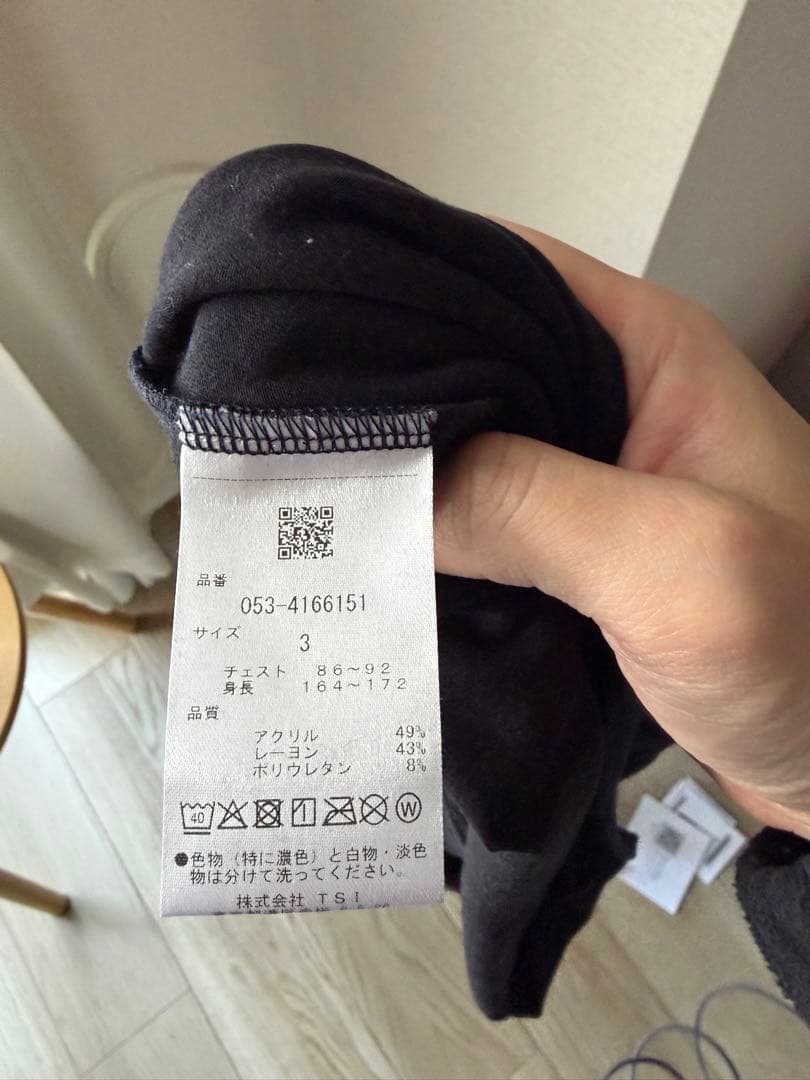 品番
053-4166151
サイズ
3
チェスト 86～92
身長 164～172
品質
アクリル 49%
レーヨン 43%
ポリウレタン 8%
40
W
●色物(特に濃色)と白物・淡色
物は分けて洗ってください。
株式会社 TSI